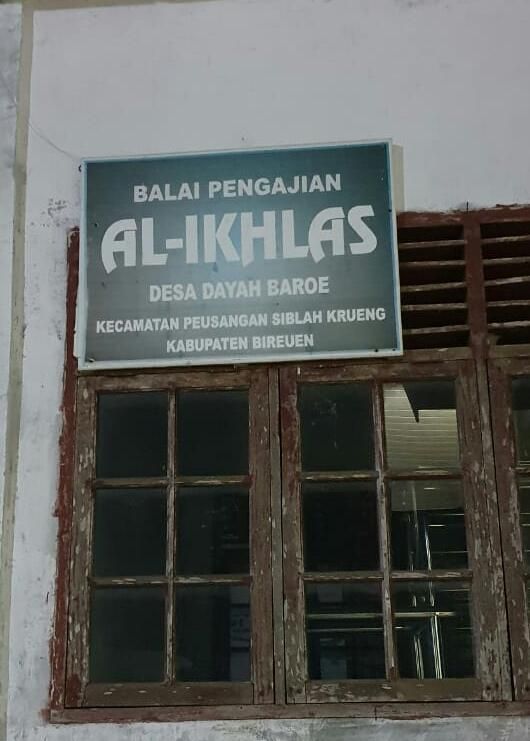 BALAI PENGAJIAN
AL-IKHLAS
DESA DAYAH BAROE
KECAMATAN PEUSANGAN SIBLAH KRUENG
KABUPATEN BIREUEN